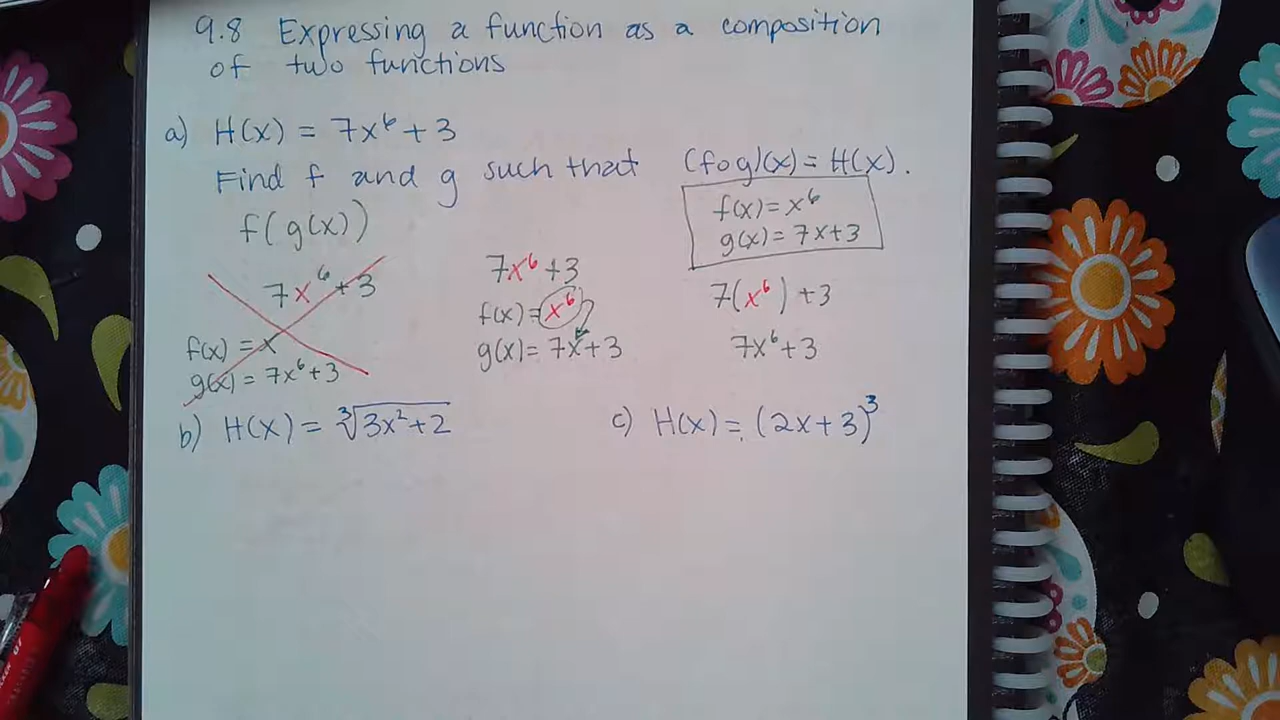 9.8 Expressing a function as a composition
of two functions
a) H(x) = 7x⁶ + 3
Find f and g such that (fog)(x) = H(x).
f(g(x))
7x⁶ + 3
f(x) = x
g(x) = 7x⁶ + 3
7x⁶ + 3
f(x) = x⁶
g(x) = 7x + 3
f(x) = x⁶
g(x) = 7x + 3
7(x⁶) + 3
7x⁶ + 3
b) H(x) = ∛(3x² + 2)
c) H(x) = (2x + 3)³